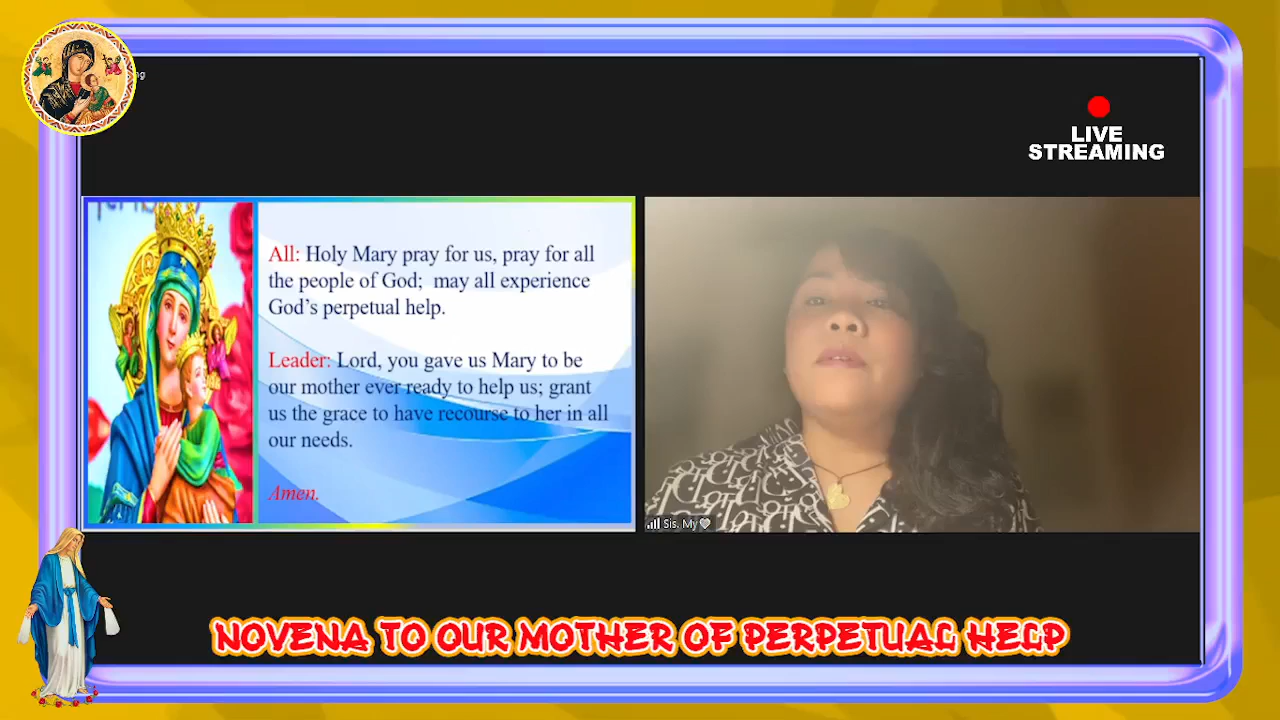 LIVE
STREAMING
All: Holy Mary pray for us, pray for all
the people of God;  may all experience
God's perpetual help.
Leader: Lord, you gave us Mary to be
our mother ever ready to help us; grant
us the grace to have recourse to her in all
our needs.
Amen.
Sis. My🤍
NOVENA TO OUR MOTHER OF PERPETUAL HELP